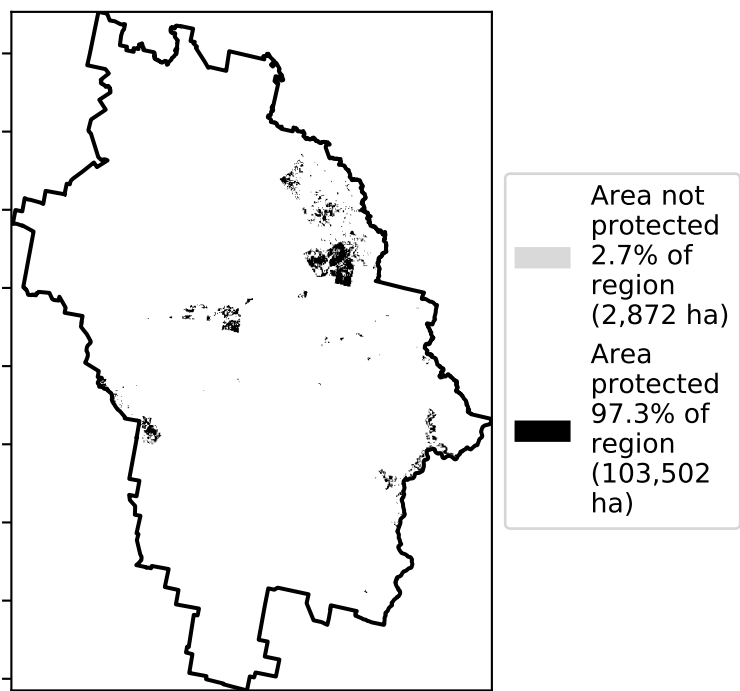 Area not
protected
2.7% of
region
(2,872 ha)
Area
protected
97.3% of
region
(103,502
ha)